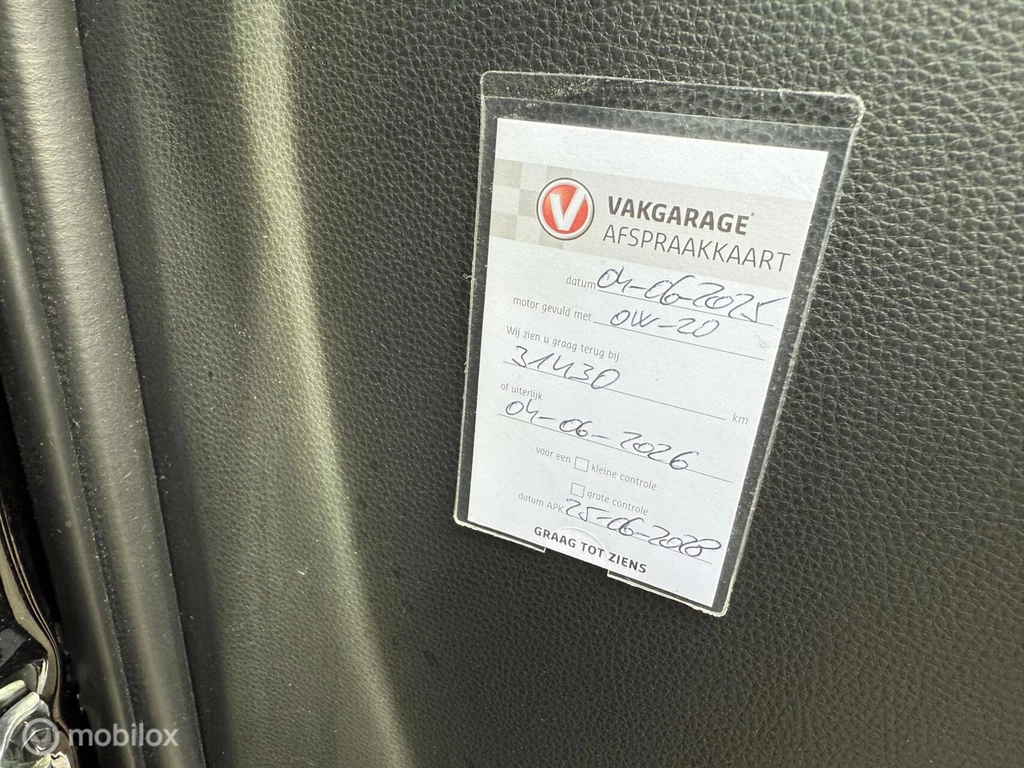 V
VAKGARAGE
AFSPRAAKKAART
datum 04-06-2025
motor gevuld met 0W-20
Wij zien u graag terug bij
31430 km
of uiterlijk
04-06-2026
voor een kleine controle
grote controle
datum APK 25-06-2028
GRAAG TOT ZIENS
mobilox